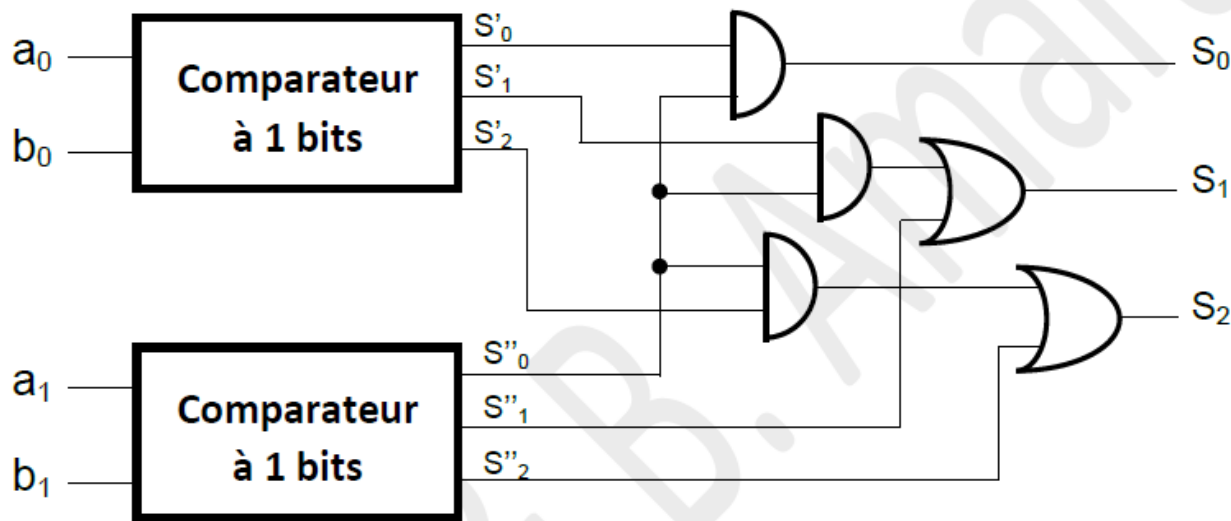 a₀
b₀
Comparateur
à 1 bits
S'₀
S'₁
S'₂
S₀
S₁
S₂
a₁
b₁
Comparateur
à 1 bits
S''₀
S''₁
S''₂
B. Amar